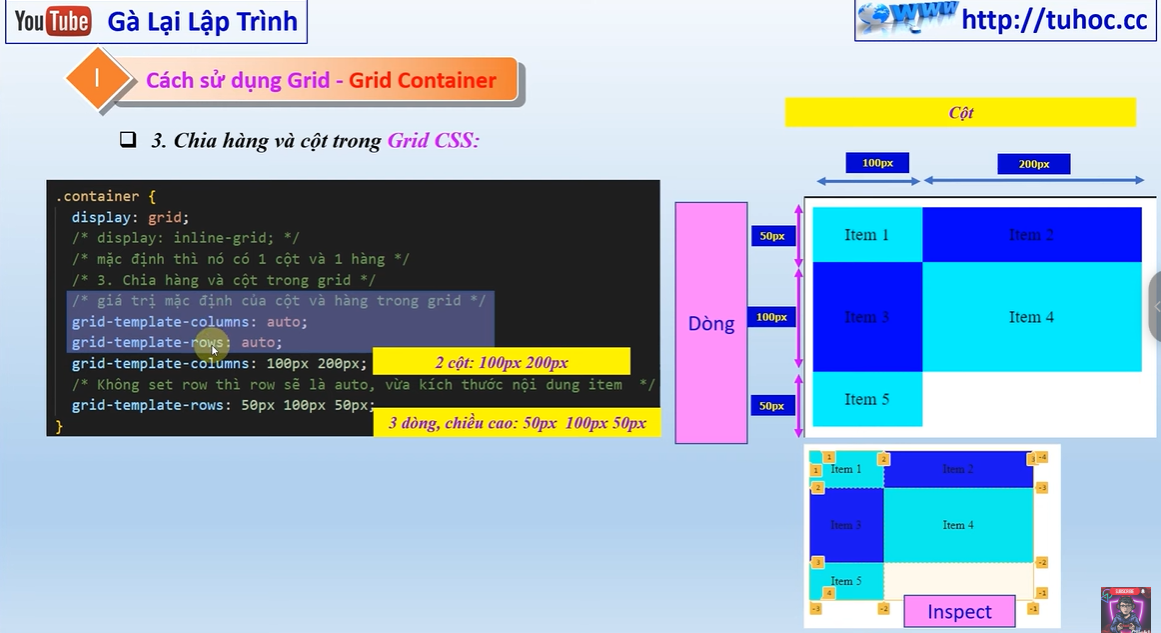 YouTube Gà Lại Lập Trình
WWW http://tuhoc.cc
I
Cách sử dụng Grid - Grid Container
3. Chia hàng và cột trong Grid CSS:
.container {
display: grid;
/* display: inline-grid; */
/* mặc định thì nó có 1 cột và 1 hàng */
/* 3. Chia hàng và cột trong grid */
/* giá trị mặc định của cột và hàng trong grid */
grid-template-columns: auto;
grid-template-rows: auto;
grid-template-columns: 100px 200px;
2 cột: 100px 200px
/* Không set row thì row sẽ là auto, vừa kích thước nội dung item */
grid-template-rows: 50px 100px 50px;
3 dòng, chiều cao: 50px 100px 50px
}
Cột
100px
200px
Dòng
50px
100px
50px
Item 1
Item 2
Item 3
Item 4
Item 5
1 2 3 -4
1 Item 1 Item 2
2 -3
Item 3 Item 4
3 -2
Item 5
4 -1
-3 -2 -1
Inspect
SUBSCRIBE